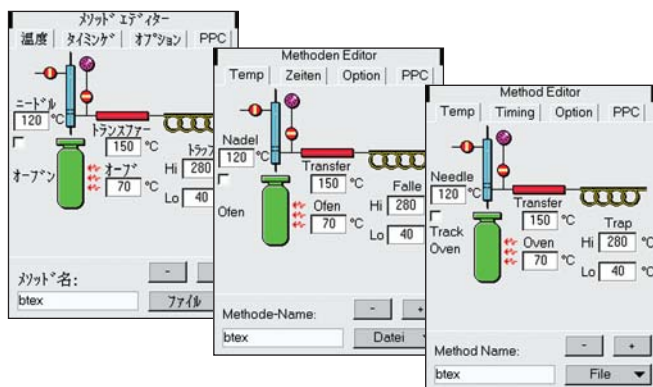 メソッド エディター
温度 タイミング オプション PPC
ニードル
120 °C
トランスファー
150 °C
オーブン
オーブ
70 °C
トラッフ
Hi 280
Lo 40
メソッド名:
-
btex
ファイル
Methoden Editor
Temp Zeiten Option PPC
Nadel
120 °C
Transfer
150 °C
Ofen
Ofen
70 °C
Falle
Hi 280
Lo 40
Methode-Name:
- +
btex
Datei
Method Editor
Temp Timing Option PPC
Needle
120 °C
Transfer
150 °C
Track
Oven
Oven
70 °C
Trap
Hi 280 °C
Lo 40 °C
Method Name:
- +
btex
File